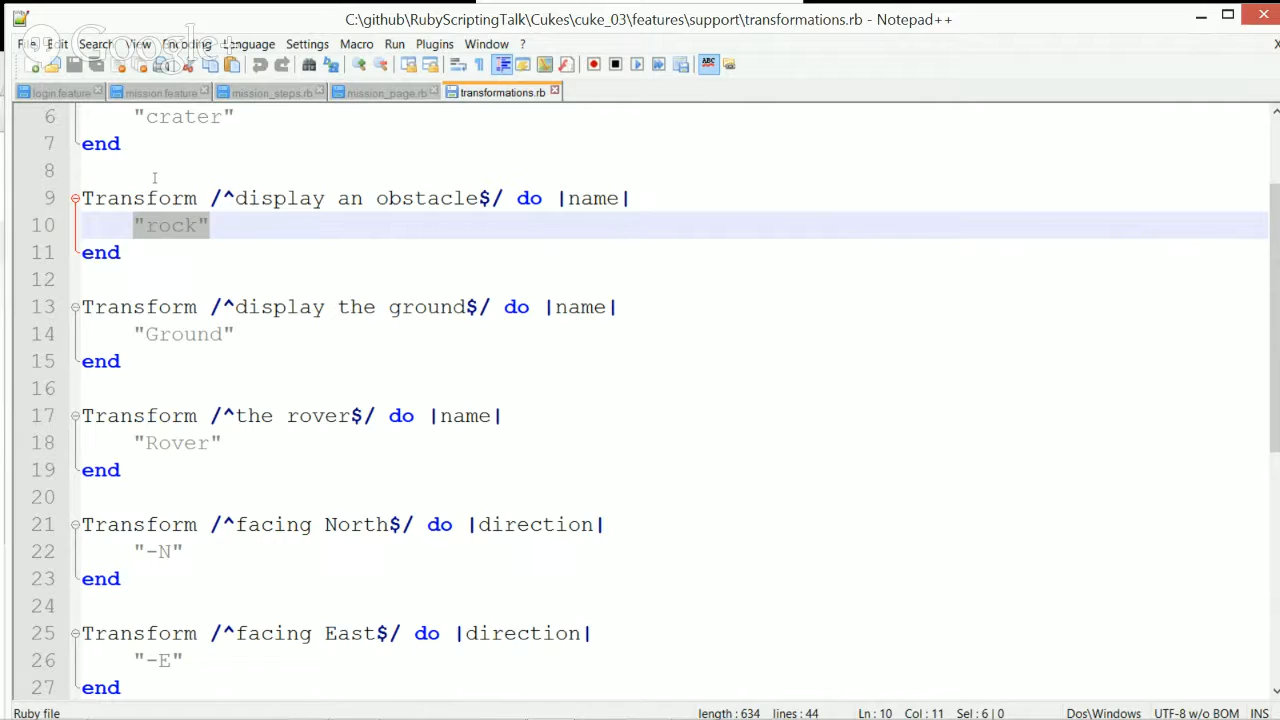 C:\github\RubyScriptingTalk\Cukes\cuke_03\features\support\transformations.rb - Notepad++
File Edit Search View Encoding Language Settings Macro Run Plugins Window ? X
Google+
login.feature mission.feature mission_steps.rb mission_page.rb transformations.rb
6 "crater"
7 end
8
9 Transform /^display an obstacle$/ do |name|
10 "rock"
11 end
12
13 Transform /^display the ground$/ do |name|
14 "Ground"
15 end
16
17 Transform /^the rover$/ do |name|
18 "Rover"
19 end
20
21 Transform /^facing North$/ do |direction|
22 "-N"
23 end
24
25 Transform /^facing East$/ do |direction|
26 "-E"
27 end
Ruby file length : 634 lines : 44 Ln : 10 Col : 11 Sel : 6 | 0 Dos\Windows UTF-8 w/o BOM INS